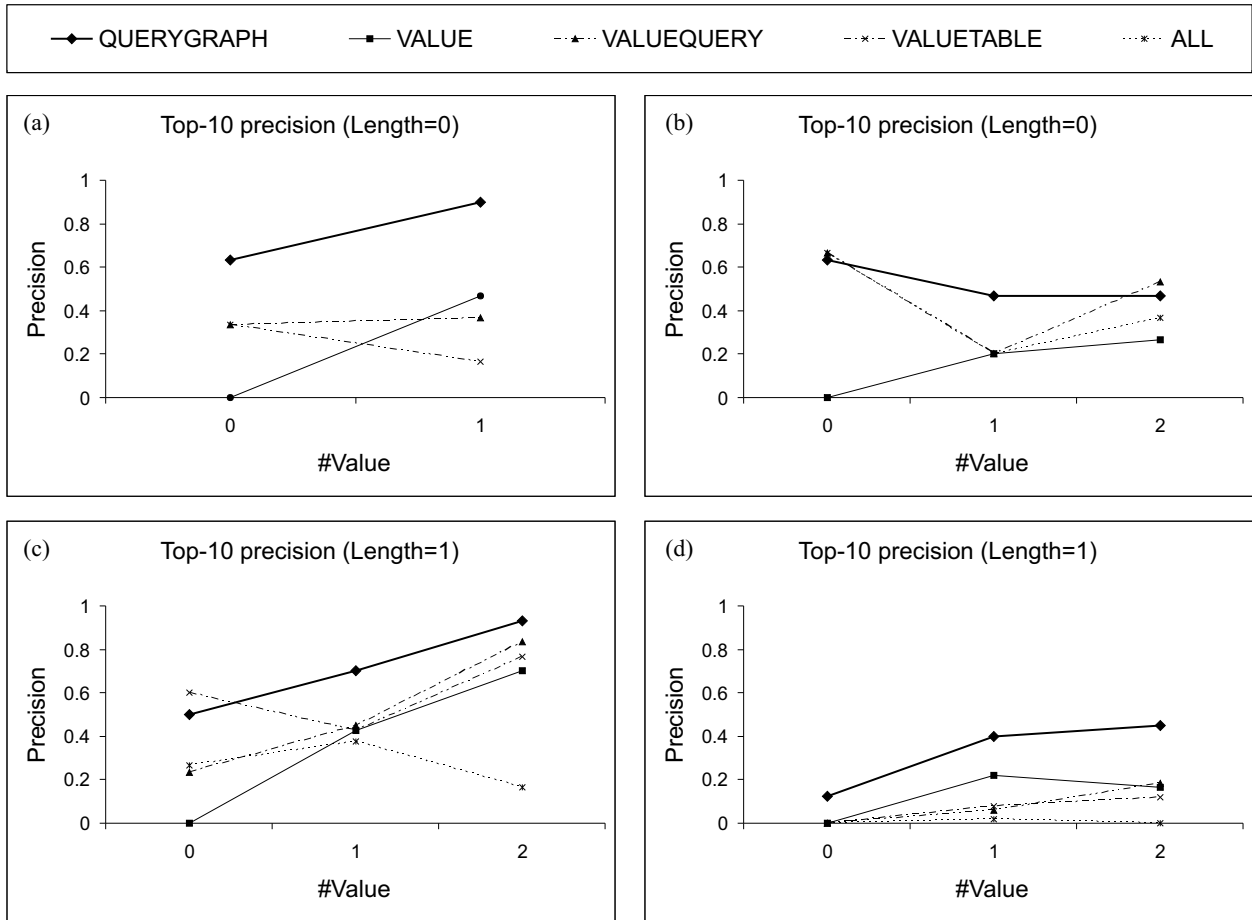 QUERYGRAPH VALUE VALUEQUERY VALUETABLE ALL
(a) Top-10 precision (Length=0)
1
0.8
0.6
0.4
0.2
0
Precision
0 1
#Value
(b) Top-10 precision (Length=0)
1
0.8
0.6
0.4
0.2
0
Precision
0 1 2
#Value
(c) Top-10 precision (Length=1)
1
0.8
0.6
0.4
0.2
0
Precision
0 1 2
#Value
(d) Top-10 precision (Length=1)
1
0.8
0.6
0.4
0.2
0
Precision
0 1 2
#Value